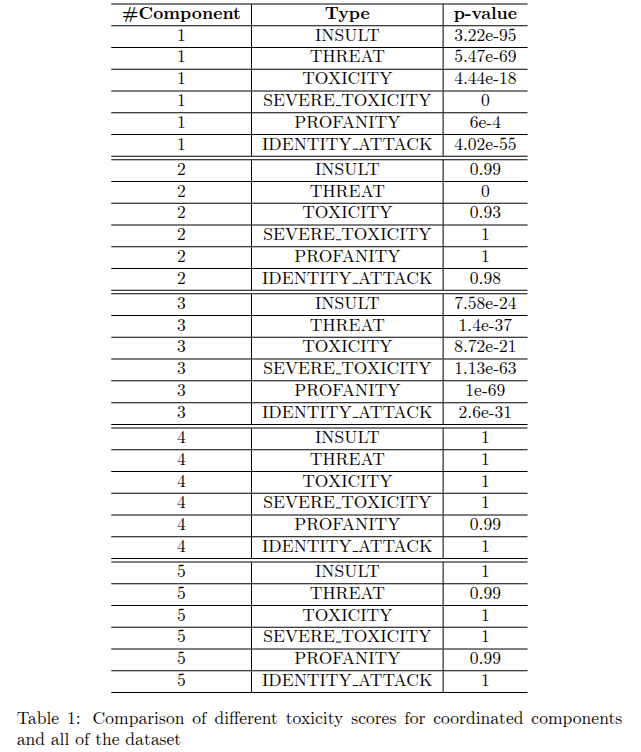 #Component Type p-value
1 INSULT 3.22e-95
1 THREAT 5.47e-69
1 TOXICITY 4.44e-18
1 SEVERE_TOXICITY 0
1 PROFANITY 6e-4
1 IDENTITY_ATTACK 4.02e-55
2 INSULT 0.99
2 THREAT 0
2 TOXICITY 0.93
2 SEVERE_TOXICITY 1
2 PROFANITY 1
2 IDENTITY_ATTACK 0.98
3 INSULT 7.58e-24
3 THREAT 1.4e-37
3 TOXICITY 8.72e-21
3 SEVERE_TOXICITY 1.13e-63
3 PROFANITY 1e-69
3 IDENTITY_ATTACK 2.6e-31
4 INSULT 1
4 THREAT 1
4 TOXICITY 1
4 SEVERE_TOXICITY 1
4 PROFANITY 0.99
4 IDENTITY_ATTACK 1
5 INSULT 1
5 THREAT 0.99
5 TOXICITY 1
5 SEVERE_TOXICITY 1
5 PROFANITY 0.99
5 IDENTITY_ATTACK 1
Table 1: Comparison of different toxicity scores for coordinated components
and all of the dataset